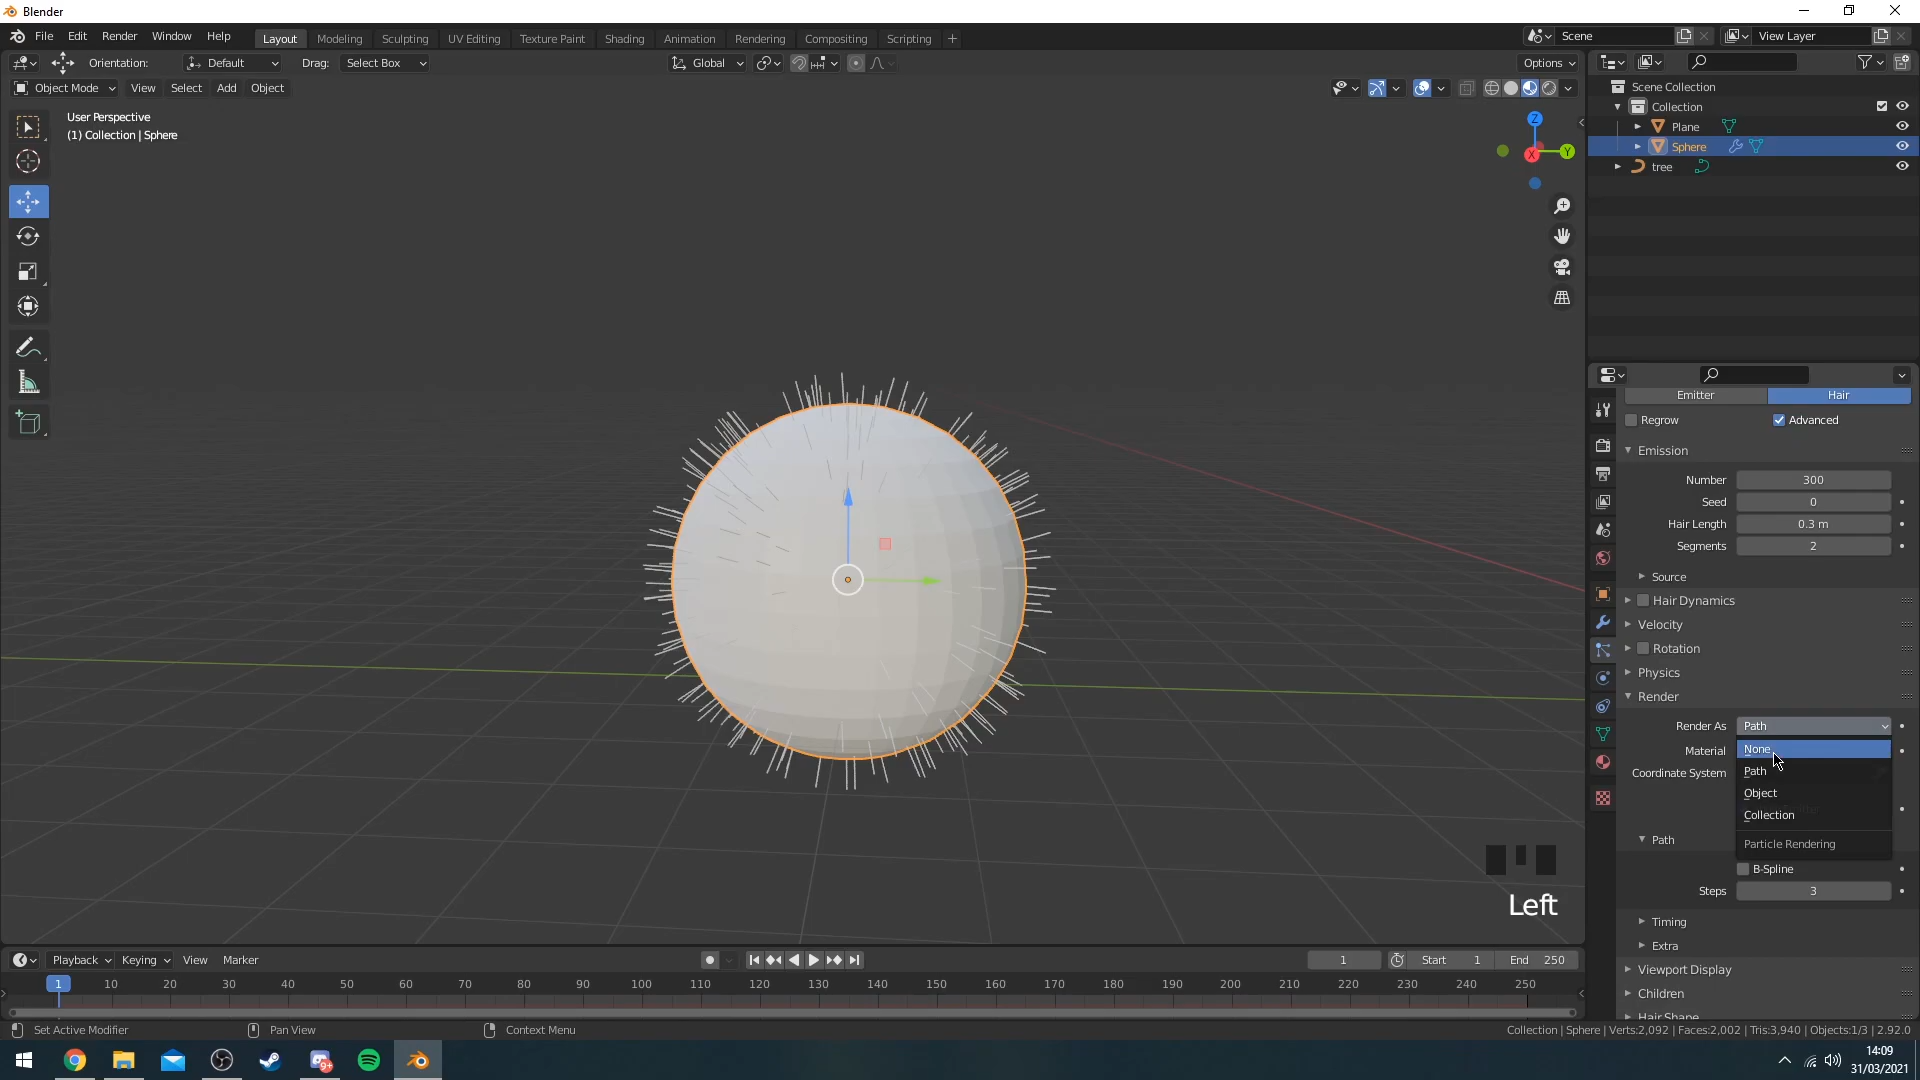 Blender
File Edit Render Window Help Layout Modeling Sculpting UV Editing Texture Paint Shading Animation Rendering Compositing Scripting + Scene View Layer
Orientation: Default Drag: Select Box Global Options
Object Mode View Select Add Object
User Perspective
(1) Collection | Sphere
Z
X
Y
Scene Collection
Collection
Plane
Sphere
tree
Emitter Hair
Regrow Advanced
Emission
Number 300
Seed 0
Hair Length 0.3 m
Segments 2
Source
Hair Dynamics
Velocity
Rotation
Physics
Render
Render As Path
Material None
Coordinate System Path
Object
Collection
Path Particle Rendering
B-Spline
Steps 3
Timing
Extra
Viewport Display
Children
Hair Shape
Left
Playback Keying View Marker 1 Start 1 End 250
1 10 20 30 40 50 60 70 80 90 100 110 120 130 140 150 160 170 180 190 200 210 220 230 240 250
Set Active Modifier Pan View Context Menu Collection | Sphere | Verts:2,092 | Faces:2,002 | Tris:3,940 | Objects:1/3 | 2.92.0
9+
14:09
31/03/2021